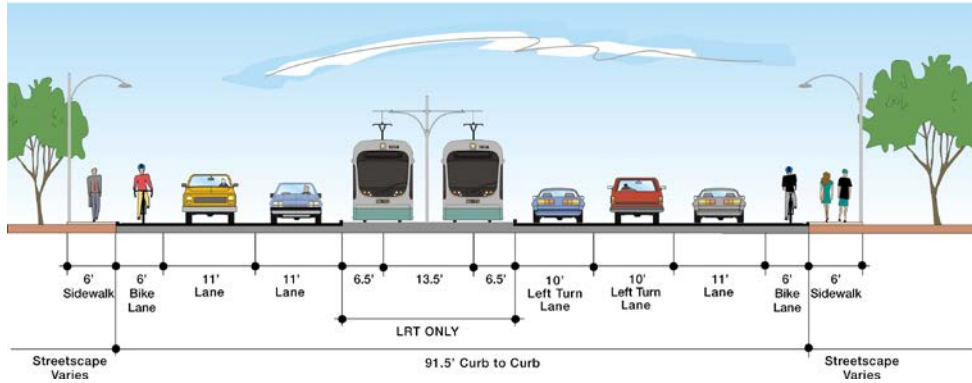 6'
Sidewalk
6'
Bike
Lane
11'
Lane
11'
Lane
6.5'
13.5'
6.5'
10'
Left Turn
Lane
10'
Left Turn
Lane
11'
Lane
6'
Bike
Lane
6'
Sidewalk
LRT ONLY
Streetscape
Varies
91.5' Curb to Curb
Streetscape
Varies